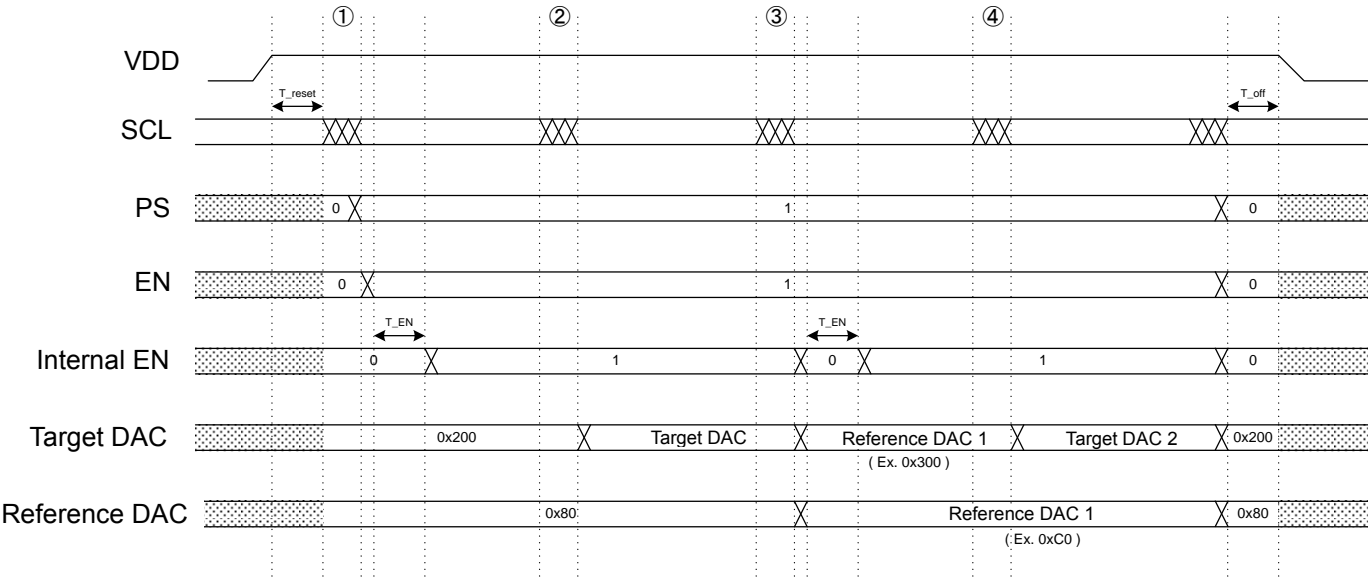 ① ② ③ ④
VDD
T_reset T_off
SCL
PS 0 1 0
EN 0 1 0
T_EN T_EN
Internal EN 0 1 0 1 0
Target DAC 0x200 Target DAC Reference DAC 1 Target DAC 2 0x200
( Ex. 0x300 )
Reference DAC 0x80 Reference DAC 1 0x80
( Ex. 0xC0 )